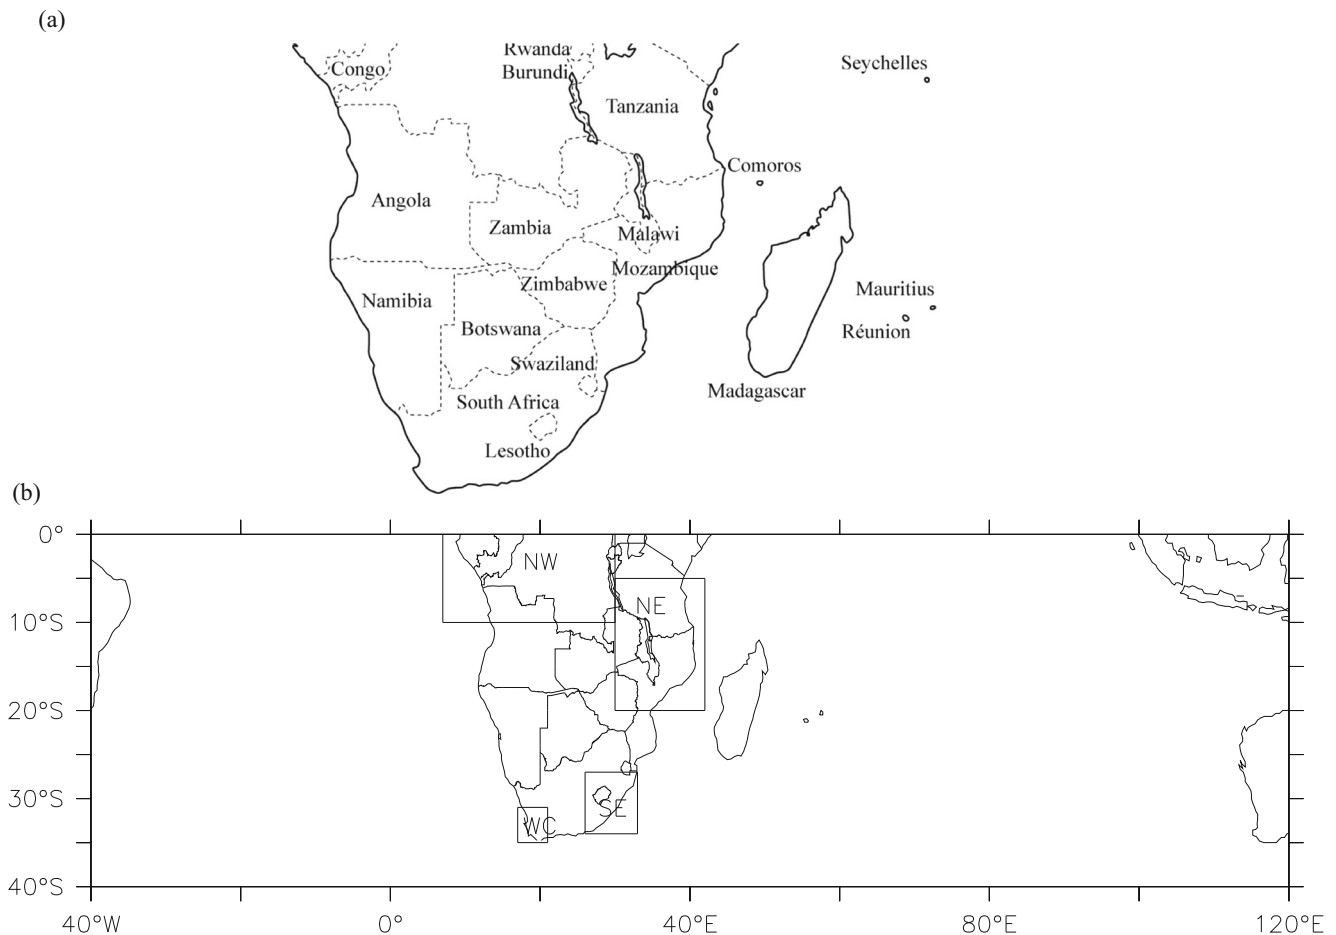 (a)
Rwanda
Congo
Burundi
Seychelles
Tanzania
Comoros
Angola
Zambia
Malawi
Mozambique
Zimbabwe
Mauritius
Namibia
Botswana
Réunion
Swaziland
Madagascar
South Africa
Lesotho
(b)
0°
NW
NE
10°S
20°S
30°S
SE
WC
40°S
40°W
0°
40°E
80°E
120°E